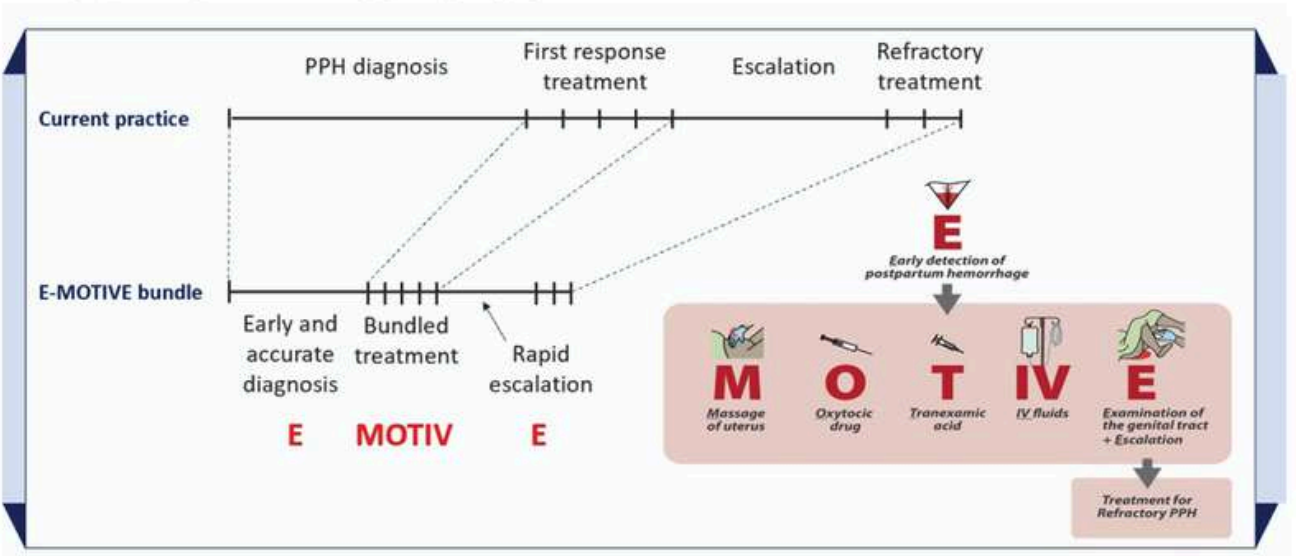 PPH diagnosis
First response
treatment
Escalation
Refractory
treatment
Current practice
E-MOTIVE bundle
Early and
accurate
diagnosis
Bundled
treatment
Rapid
escalation
E
MOTIV
E
E
Early detection of
postpartum hemorrhage
M
Massage
of uterus
O
Oxytocic
drug
T
Tranexamic
acid
IV
IV fluids
E
Examination of
the genital tract
+ Escalation
Treatment for
Refractory PPH